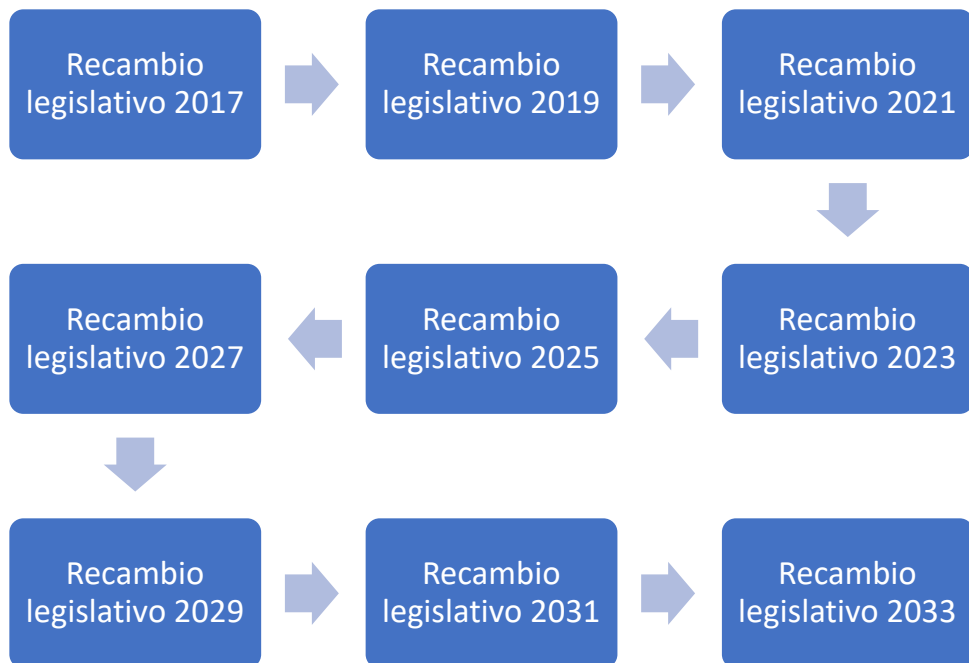 Recambio
legislativo 2017
Recambio
legislativo 2019
Recambio
legislativo 2021
Recambio
legislativo 2023
Recambio
legislativo 2025
Recambio
legislativo 2027
Recambio
legislativo 2029
Recambio
legislativo 2031
Recambio
legislativo 2033